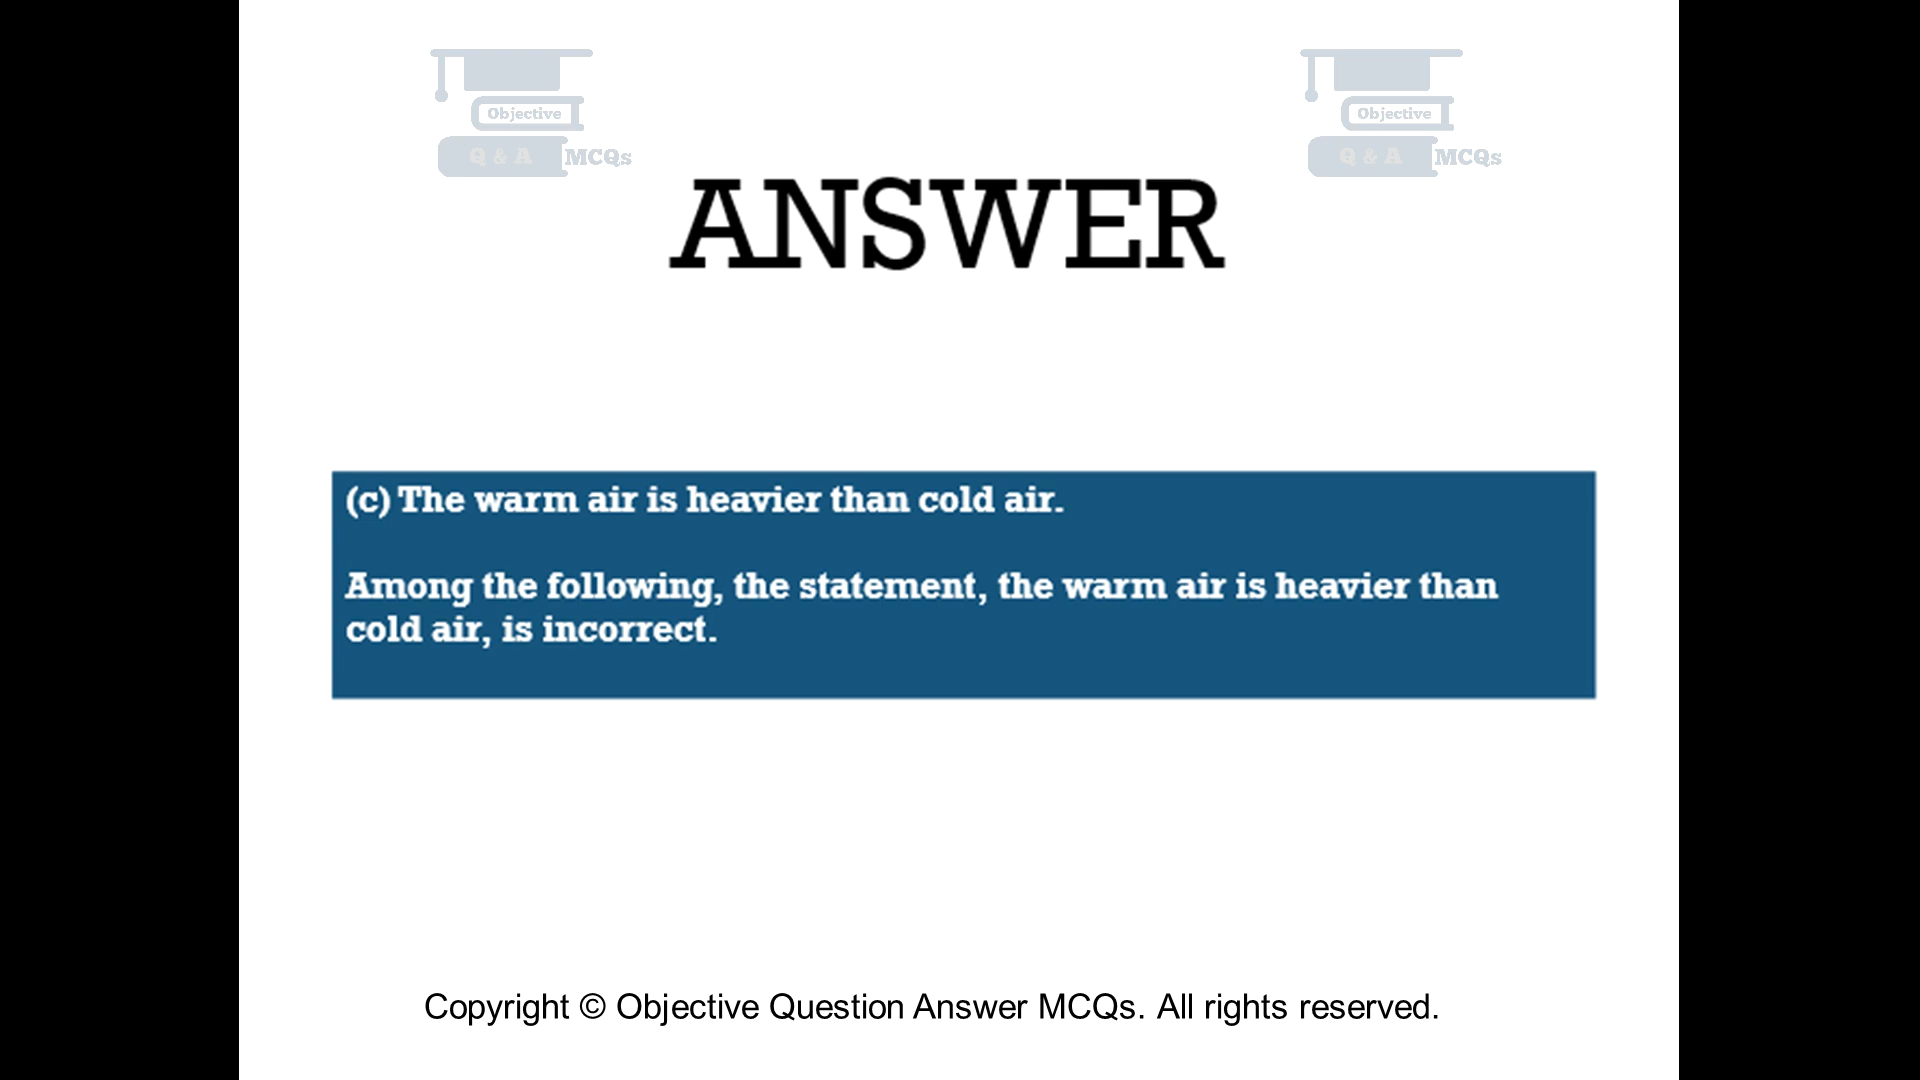 Objective
Q & A MCQs
Objective
Q & A MCQs
ANSWER
(c) The warm air is heavier than cold air.
Among the following, the statement, the warm air is heavier than
cold air, is incorrect.
Copyright © Objective Question Answer MCQs. All rights reserved.